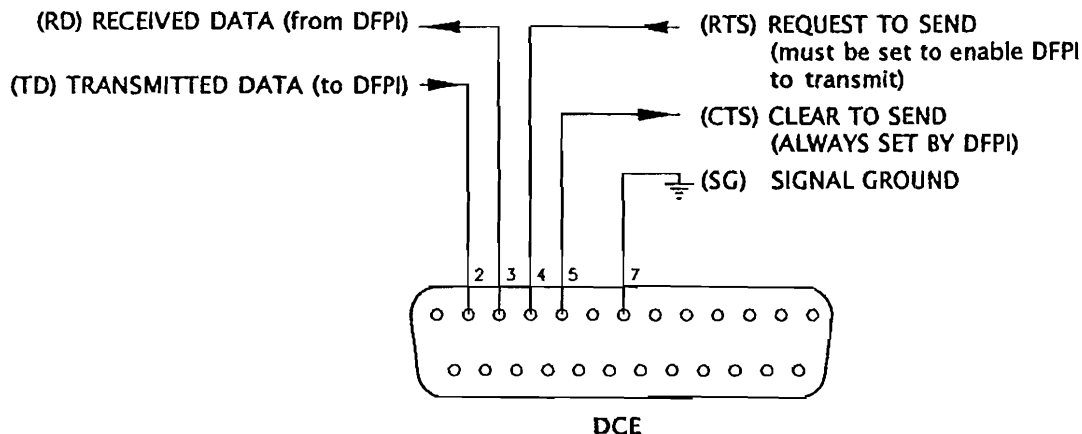 (RD) RECEIVED DATA (from DFPI)
(TD) TRANSMITTED DATA (to DFPI)
(RTS) REQUEST TO SEND
(must be set to enable DFPI
to transmit)
(CTS) CLEAR TO SEND
(ALWAYS SET BY DFPI)
(SG) SIGNAL GROUND
2 3 4 5 7
DCE